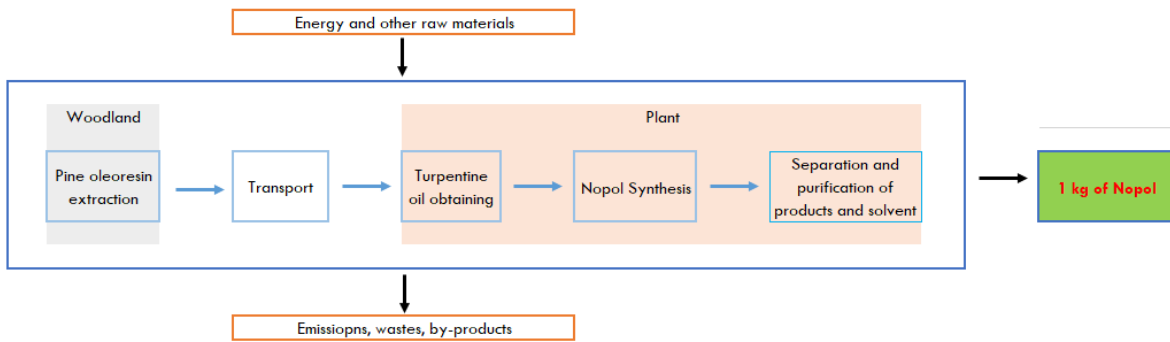 Energy and other raw materials
Woodland
Plant
Pine oleoresin
extraction
Transport
Turpentine
oil obtaining
Nopol Synthesis
Separation and
purification of
products and solvent
1 kg of Nopol
Emissiopns, wastes, by-products